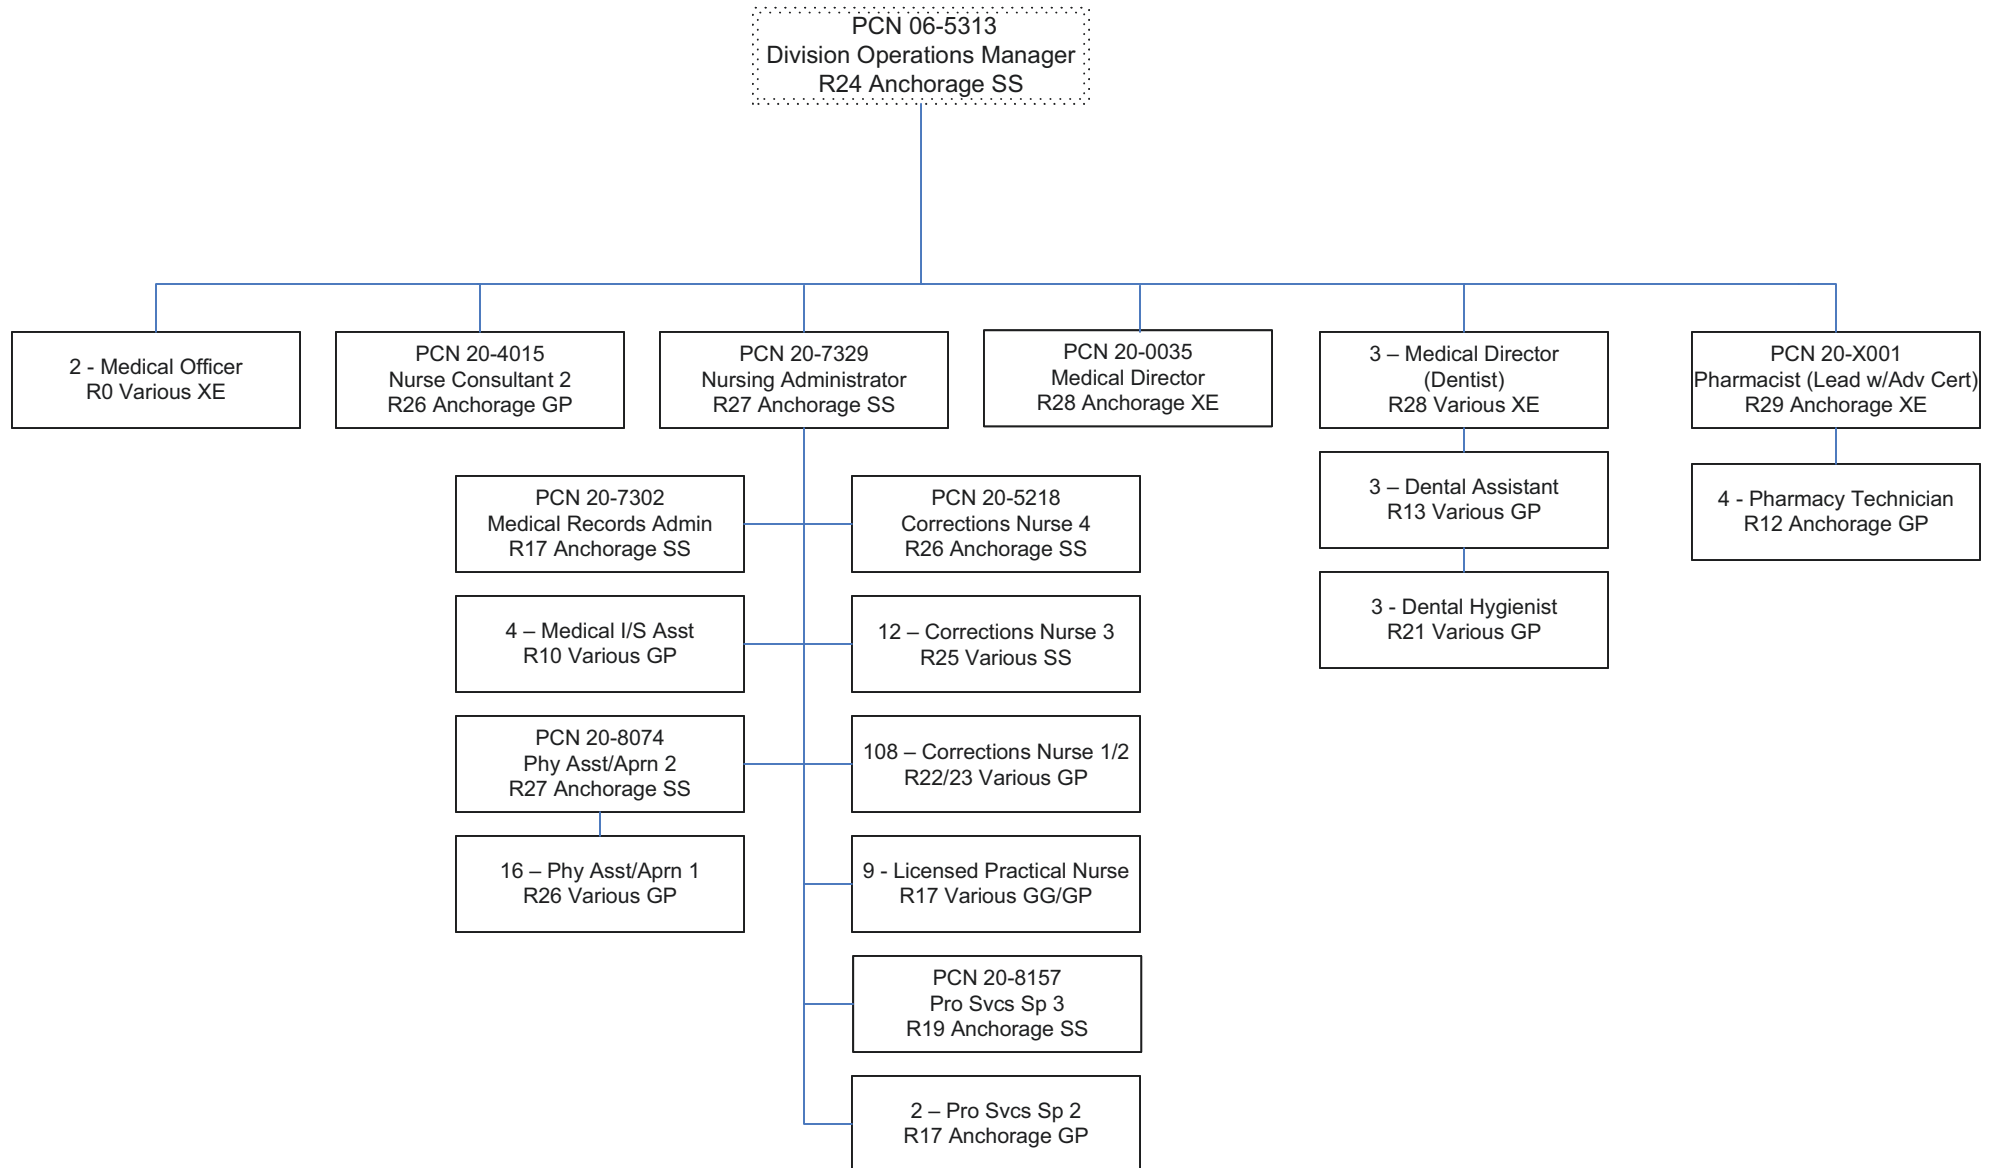 PCN 06-5313
Division Operations Manager
R24 Anchorage SS
2 - Medical Officer
R0 Various XE
PCN 20-4015
Nurse Consultant 2
R26 Anchorage GP
PCN 20-7329
Nursing Administrator
R27 Anchorage SS
PCN 20-0035
Medical Director
R28 Anchorage XE
3 – Medical Director
(Dentist)
R28 Various XE
PCN 20-X001
Pharmacist (Lead w/Adv Cert)
R29 Anchorage XE
PCN 20-7302
Medical Records Admin
R17 Anchorage SS
PCN 20-5218
Corrections Nurse 4
R26 Anchorage SS
3 – Dental Assistant
R13 Various GP
4 - Pharmacy Technician
R12 Anchorage GP
4 – Medical I/S Asst
R10 Various GP
12 – Corrections Nurse 3
R25 Various SS
3 - Dental Hygienist
R21 Various GP
PCN 20-8074
Phy Asst/Aprn 2
R27 Anchorage SS
108 – Corrections Nurse 1/2
R22/23 Various GP
16 – Phy Asst/Aprn 1
R26 Various GP
9 - Licensed Practical Nurse
R17 Various GG/GP
PCN 20-8157
Pro Svcs Sp 3
R19 Anchorage SS
2 – Pro Svcs Sp 2
R17 Anchorage GP